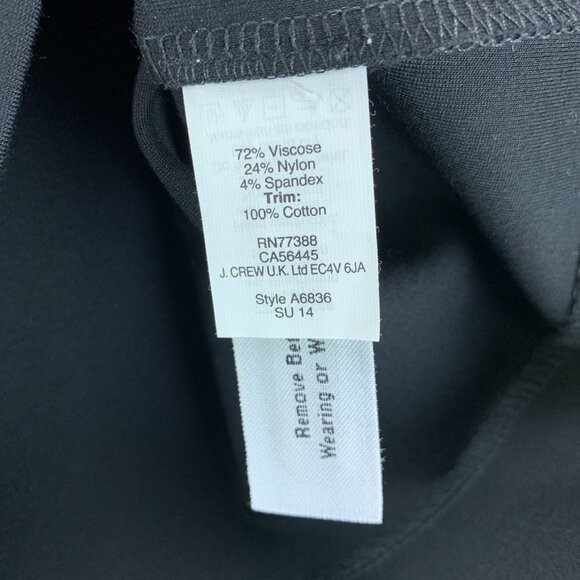 72% Viscose
24% Nylon
4% Spandex
Trim:
100% Cotton
RN77388
CA56445
J. CREW U.K. Ltd EC4V 6JA
Style A6836
SU 14
Remove
Wearing or